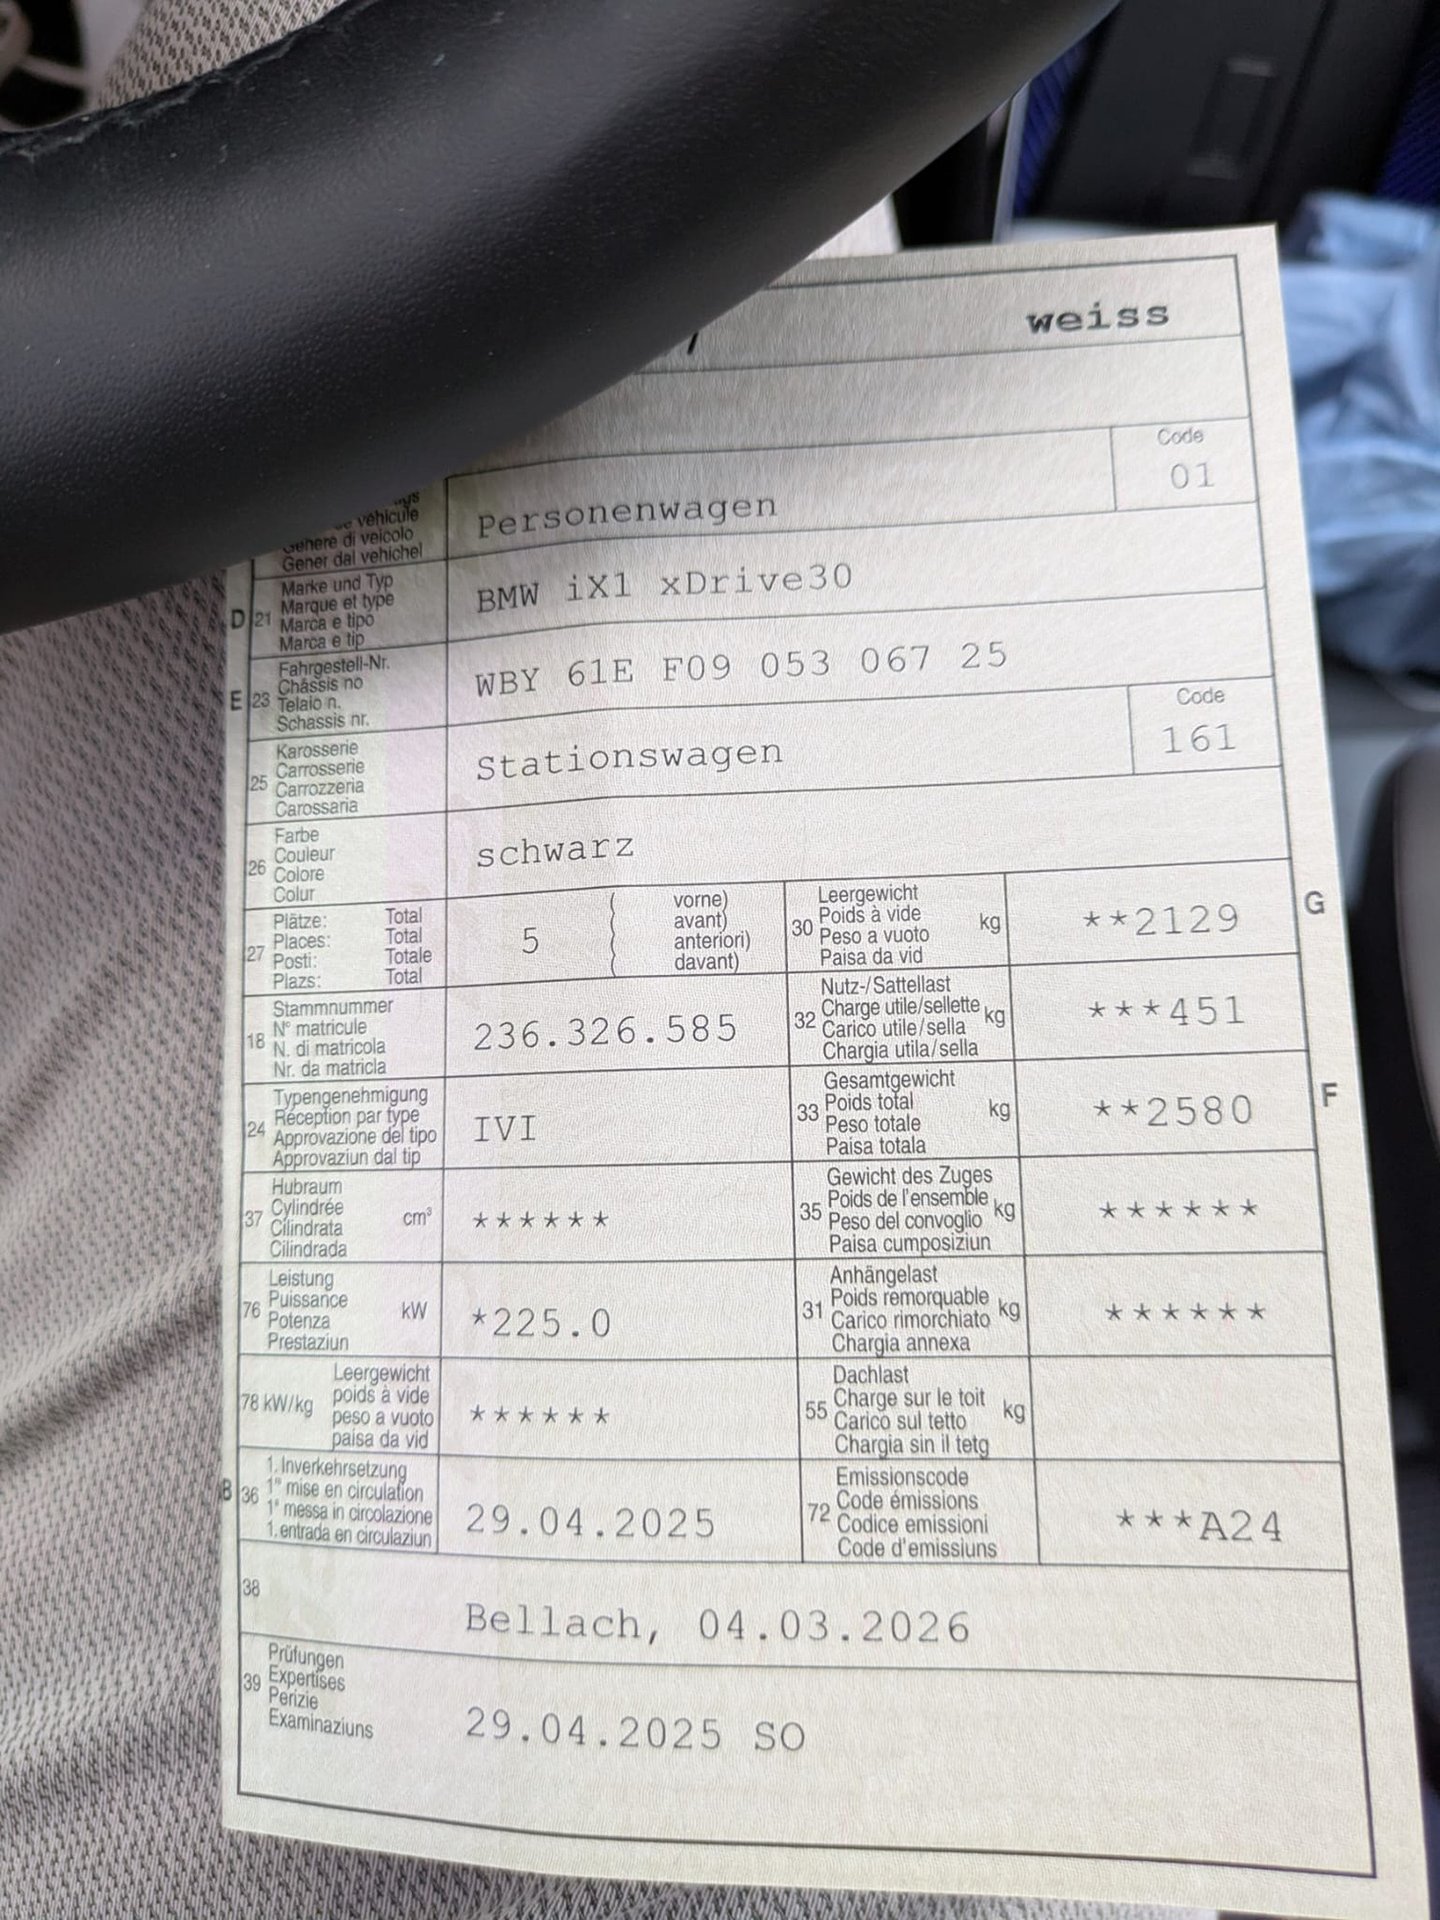 weiss
Code
01
véhicule
Genere di veicolo
Gener dal vehichel
Personenwagen
D 21 Marke und Typ
Marque et type
Marca e tipo
Marca e tip
BMW iX1 xDrive30
E 23 Fahrgestell-Nr.
Châssis no
Telaio n.
Schassis nr.
WBY 61E F09 053 067 25
25 Karosserie
Carrosserie
Carrozzeria
Carossaria
Stationswagen
Code
161
26 Farbe
Couleur
Colore
Colur
schwarz
27 Plätze: Total
Places: Total
Posti: Totale
Plazs: Total
5
( vorne)
( avant)
( anteriori)
( davant)
30 Leergewicht
Poids à vide
Peso a vuoto
Paisa da vid
kg
**2129
G
18 Stammnummer
N° matricule
N. di matricola
Nr. da matricla
236.326.585
32 Nutz-/Sattellast
Charge utile/sellette
Carico utile/sella
Chargia utila/sella
kg
***451
24 Typengenehmigung
Réception par type
Approvazione del tipo
Approvaziun dal tip
IVI
33 Gesamtgewicht
Poids total
Peso totale
Paisa totala
kg
**2580
F
37 Hubraum
Cylindrée
Cilindrata
Cilindrada
cm³
******
35 Gewicht des Zuges
Poids de l'ensemble
Peso del convoglio
Paisa cumposiziun
kg
******
76 Leistung
Puissance
Potenza
Prestaziun
kW
*225.0
31 Anhängelast
Poids remorquable
Carico rimorchiato
Chargia annexa
kg
******
78 kW/kg
Leergewicht
poids à vide
peso a vuoto
paisa da vid
******
55 Dachlast
Charge sur le toit
Carico sul tetto
Chargia sin il tetg
kg
B 36 1. Inverkehrsetzung
1re mise en circulation
1a messa in circolazione
1. entrada en circulaziun
29.04.2025
72 Emissionscode
Code émissions
Codice emissioni
Code d'emissiuns
***A24
38
Bellach, 04.03.2026
39 Prüfungen
Expertises
Perizie
Examinaziuns
29.04.2025 SO